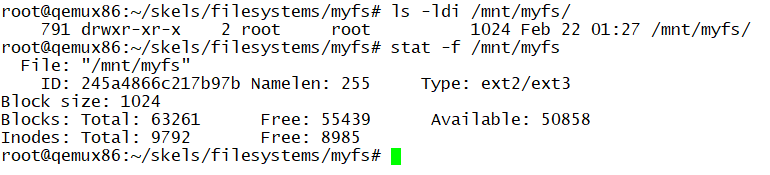 root@qemux86:~/skels/filesystems/myfs# ls -ldi /mnt/myfs/
    791 drwxr-xr-x    2 root     root          1024 Feb 22 01:27 /mnt/myfs/
root@qemux86:~/skels/filesystems/myfs# stat -f /mnt/myfs
  File: "/mnt/myfs"
    ID: 245a4866c217b97b Namelen: 255     Type: ext2/ext3
Block size: 1024
Blocks: Total: 63261      Free: 55439      Available: 50858
Inodes: Total: 9792       Free: 8985
root@qemux86:~/skels/filesystems/myfs#